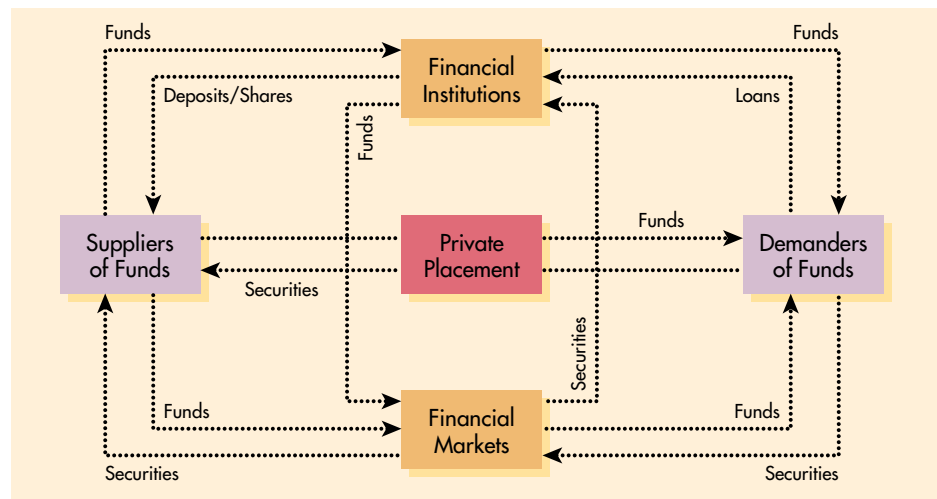 Funds
Funds
Financial
Institutions
Deposits/Shares
Loans
Funds
Suppliers
of Funds
Private
Placement
Funds
Demanders
of Funds
Securities
Securities
Funds
Financial
Markets
Funds
Securities
Securities